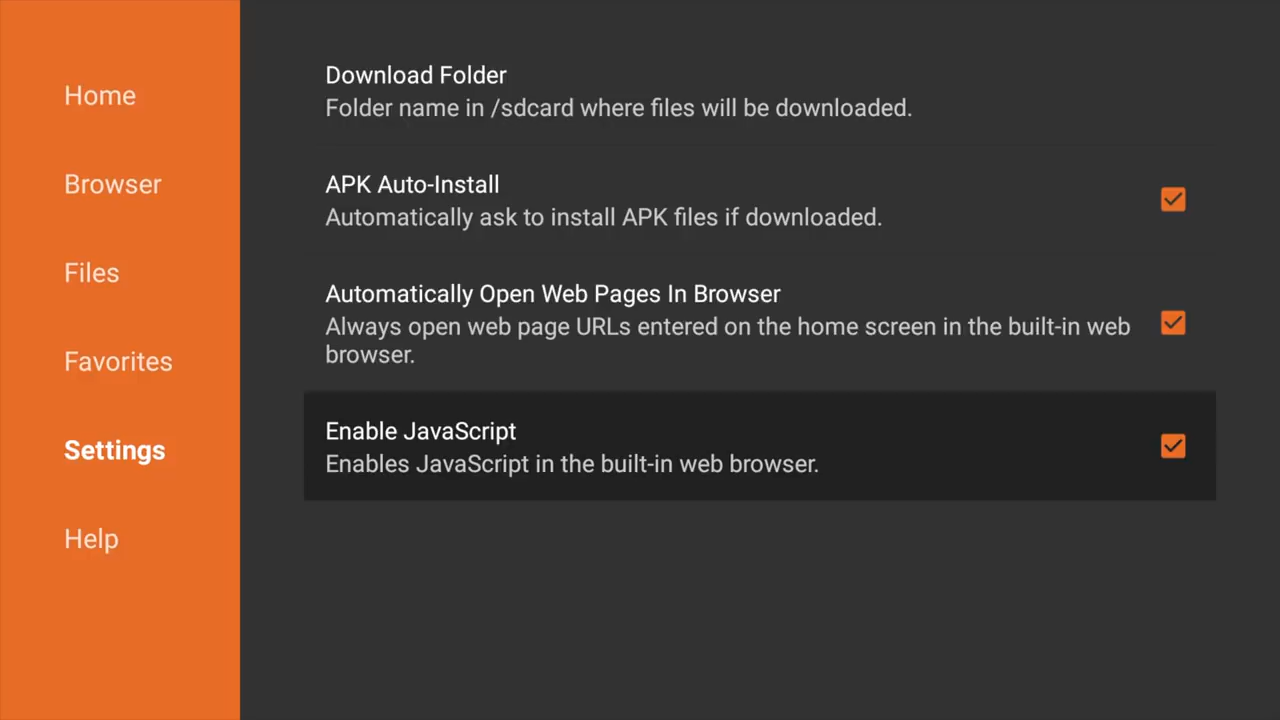 Home
Browser
Files
Favorites
Settings
Help
Download Folder
Folder name in /sdcard where files will be downloaded.
APK Auto-Install
Automatically ask to install APK files if downloaded.
Automatically Open Web Pages In Browser
Always open web page URLs entered on the home screen in the built-in web
browser.
Enable JavaScript
Enables JavaScript in the built-in web browser.